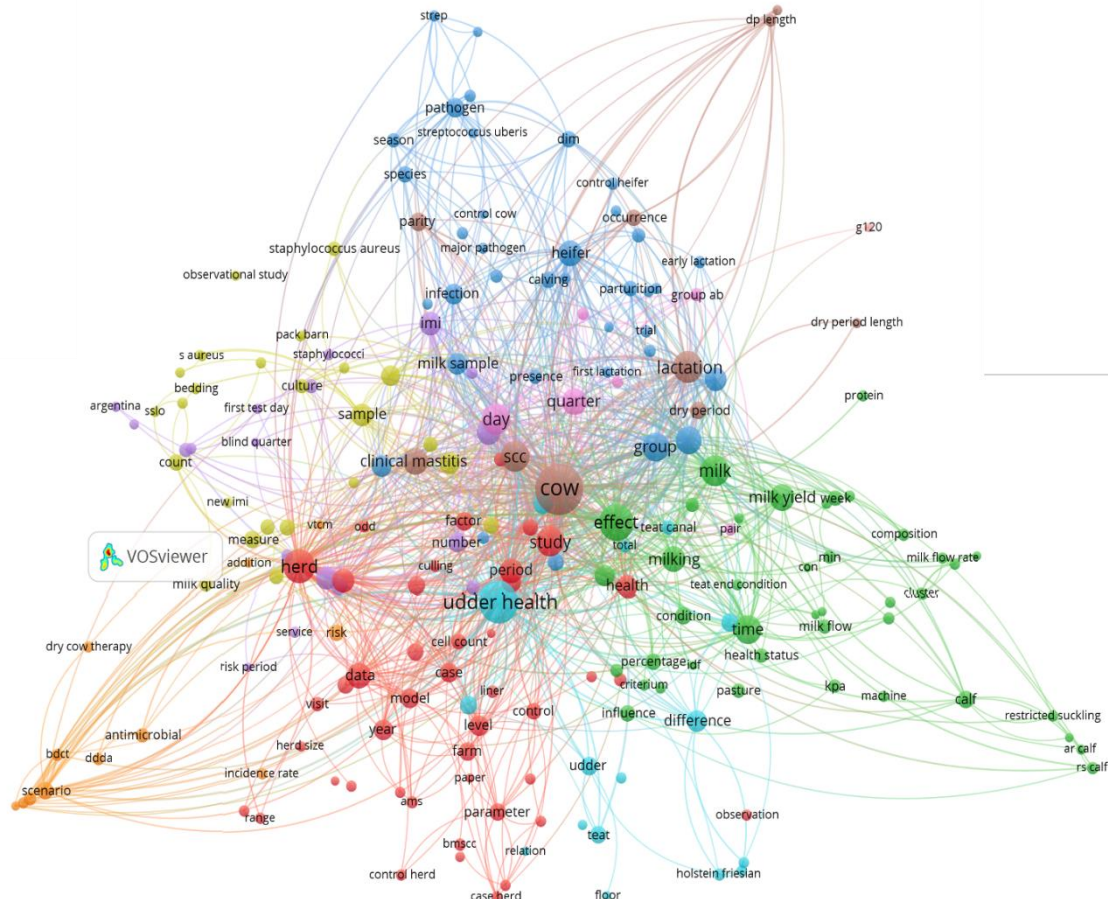 strep
dp length
pathogen
streptococcus uberis
season
dim
species
control heifer
parity
control cow
occurrence
g120
staphylococcus aureus
major pathogen
heifer
observational study
early lactation
calving
infection
parturition
group ab
imi
dry period length
pack barn
trial
s aureus
staphylococci
milk sample
first lactation
lactation
presence
bedding
culture
protein
argentina
sslo
first test day
sample
day
quarter
dry period
blind quarter
group
count
clinical mastitis
scc
milk
cow
milk yield
week
new imi
vtcm
odd
factor
effect
teat canal
pair
composition
measure
number
study
total
VOSviewer
addition
herd
culling
period
milking
min
con
milk flow rate
milk quality
health
teat end condition
cluster
udder health
condition
service
risk
time
milk flow
dry cow therapy
cell count
risk period
percentage
idf
health status
data
case
criterium
model
liner
pasture
kpa
machine
calf
visit
control
influence
difference
restricted suckling
year
level
antimicrobial
herd size
farm
ar calf
bdct
ddda
incidence rate
paper
udder
rs calf
scenario
ams
range
parameter
observation
teat
bmscc
relation
control herd
holstein friesian
case herd
floor